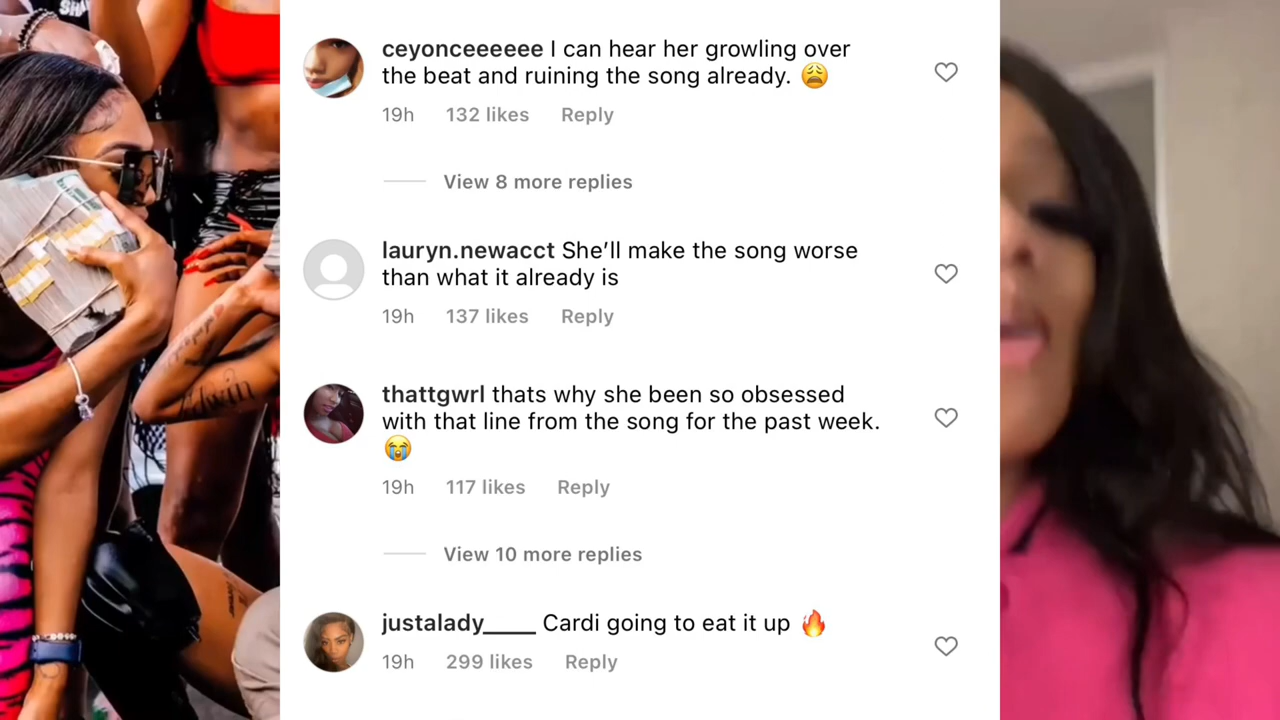 SHA
ceyonceeeeee I can hear her growling over
the beat and ruining the song already. 😩
19h 132 likes Reply
View 8 more replies
lauryn.newacct She’ll make the song worse
than what it already is
19h 137 likes Reply
thattgwrl thats why she been so obsessed
with that line from the song for the past week.
😭
19h 117 likes Reply
View 10 more replies
justalady____ Cardi going to eat it up 🔥
19h 299 likes Reply